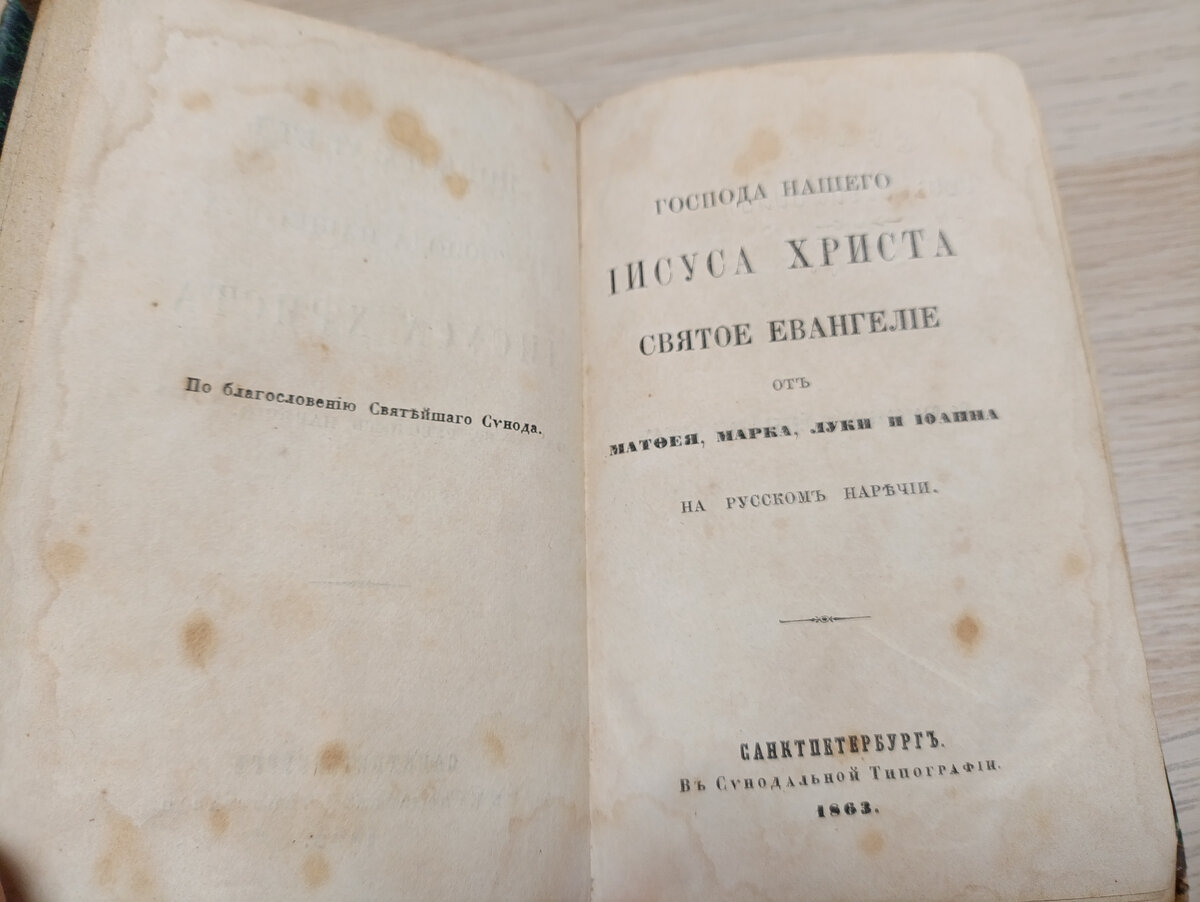 По благословенію Святѣйшаго Сѵнода.
ГОСПОДА НАШЕГО
ІИСУСА ХРИСТА
СВЯТОЕ ЕВАНГЕЛІЕ
ОТЪ
МАТѲЕЯ, МАРКА, ЛУКИ И ІОАННА
НА РУССКОМЪ НАРѢЧІИ.
САНКТПЕТЕРБУРГЪ.
Въ Сѵнодальной Типографіи.
1863.